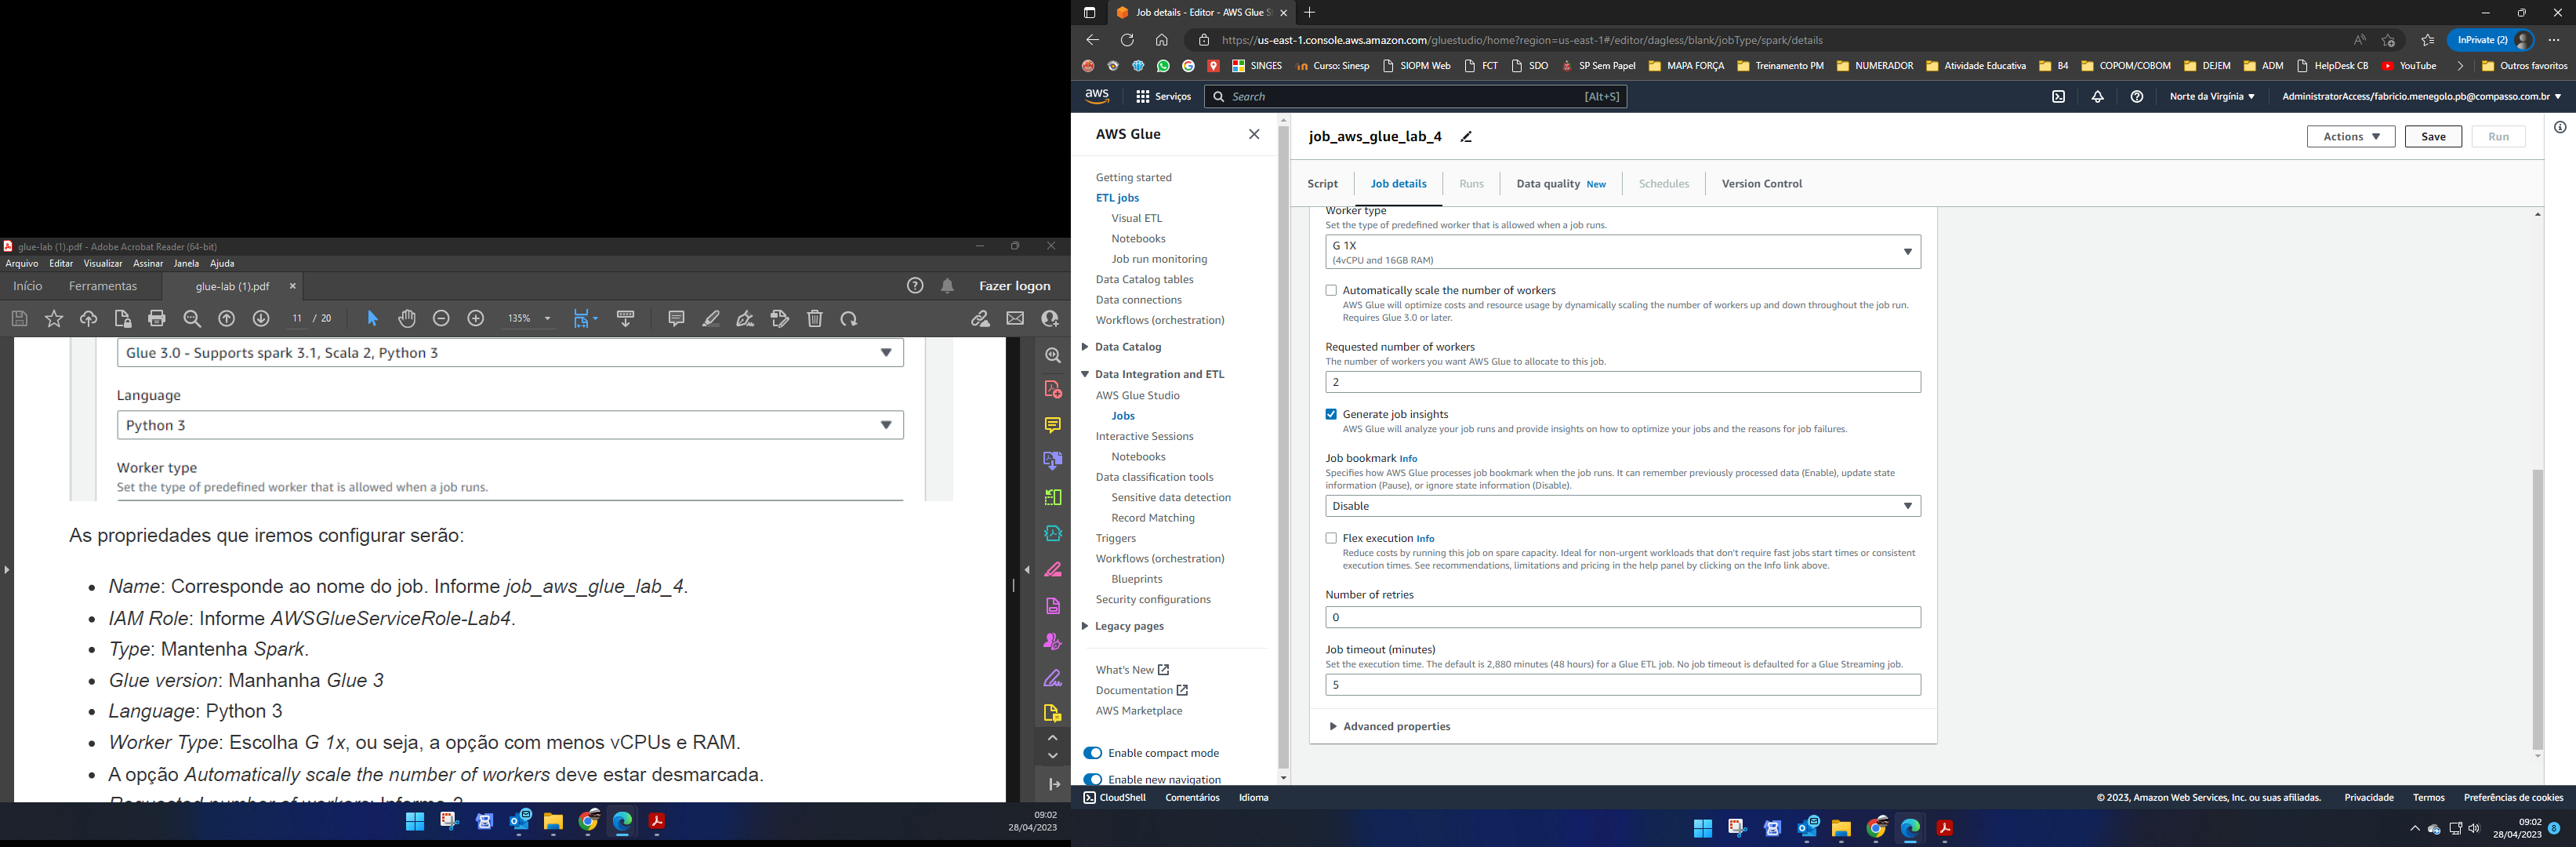 glue-lab (1).pdf - Adobe Acrobat Reader (64-bit)
Arquivo Editar Visualizar Assinar Janela Ajuda
Início Ferramentas glue-lab (1).pdf × Fazer logon
11 / 20 135%
Glue 3.0 - Supports spark 3.1, Scala 2, Python 3
Language
Python 3
Worker type
Set the type of predefined worker that is allowed when a job runs.
As propriedades que iremos configurar serão:
• Name: Corresponde ao nome do job. Informe job_aws_glue_lab_4.
• IAM Role: Informe AWSGlueServiceRole-Lab4.
• Type: Mantenha Spark.
• Glue version: Manhanha Glue 3
• Language: Python 3
• Worker Type: Escolha G 1x, ou seja, a opção com menos vCPUs e RAM.
• A opção Automatically scale the number of workers deve estar desmarcada.
Requested number of workers: Informe 2
09:02
28/04/2023
Job details - Editor - AWS Glue S
https://us-east-1.console.aws.amazon.com/gluestudio/home?region=us-east-1#/editor/dagless/blank/jobType/spark/details
InPrivate (2)
SINGES Curso: Sinesp SIOPM Web FCT SDO SP Sem Papel MAPA FORÇA Treinamento PM NUMERADOR Atividade Educativa B4 COPOM/COBOM DEJEM ADM HelpDesk CB YouTube Outros favoritos
aws Serviços Search [Alt+S] Norte da Virgínia AdministratorAccess/fabricio.menegolo.pb@compasso.com.br
AWS Glue
Getting started
ETL jobs
Visual ETL
Notebooks
Job run monitoring
Data Catalog tables
Data connections
Workflows (orchestration)
Data Catalog
Data Integration and ETL
AWS Glue Studio
Jobs
Interactive Sessions
Notebooks
Data classification tools
Sensitive data detection
Record Matching
Triggers
Workflows (orchestration)
Blueprints
Security configurations
Legacy pages
What's New
Documentation
AWS Marketplace
Enable compact mode
Enable new navigation
job_aws_glue_lab_4
Actions Save Run
Script Job details Runs Data quality New Schedules Version Control
Worker type
Set the type of predefined worker that is allowed when a job runs.
G 1X
(4vCPU and 16GB RAM)
Automatically scale the number of workers
AWS Glue will optimize costs and resource usage by dynamically scaling the number of workers up and down throughout the job run.
Requires Glue 3.0 or later.
Requested number of workers
The number of workers you want AWS Glue to allocate to this job.
2
Generate job insights
AWS Glue will analyze your job runs and provide insights on how to optimize your jobs and the reasons for job failures.
Job bookmark Info
Specifies how AWS Glue processes job bookmark when the job runs. It can remember previously processed data (Enable), update state
information (Pause), or ignore state information (Disable).
Disable
Flex execution Info
Reduce costs by running this job on spare capacity. Ideal for non-urgent workloads that don't require fast jobs start times or consistent
execution times. See recommendations, limitations and pricing in the help panel by clicking on the Info link above.
Number of retries
0
Job timeout (minutes)
Set the execution time. The default is 2,880 minutes (48 hours) for a Glue ETL job. No job timeout is defaulted for a Glue Streaming job.
5
Advanced properties
CloudShell Comentários Idioma © 2023, Amazon Web Services, Inc. ou suas afiliadas. Privacidade Termos Preferências de cookies
09:02
28/04/2023
8